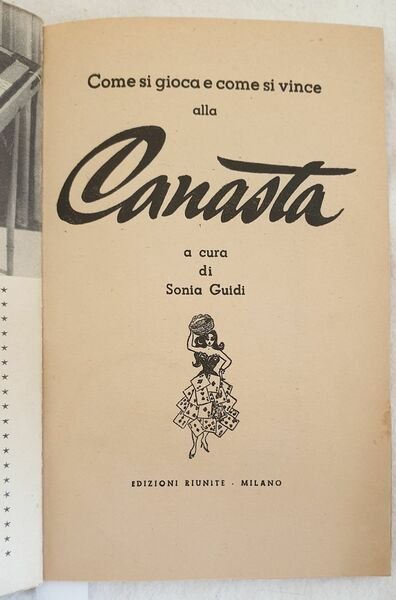 Come si gioca e come si vince
alla
Canasta
a cura
di
Sonia Guidi
EDIZIONI RIUNITE - MILANO